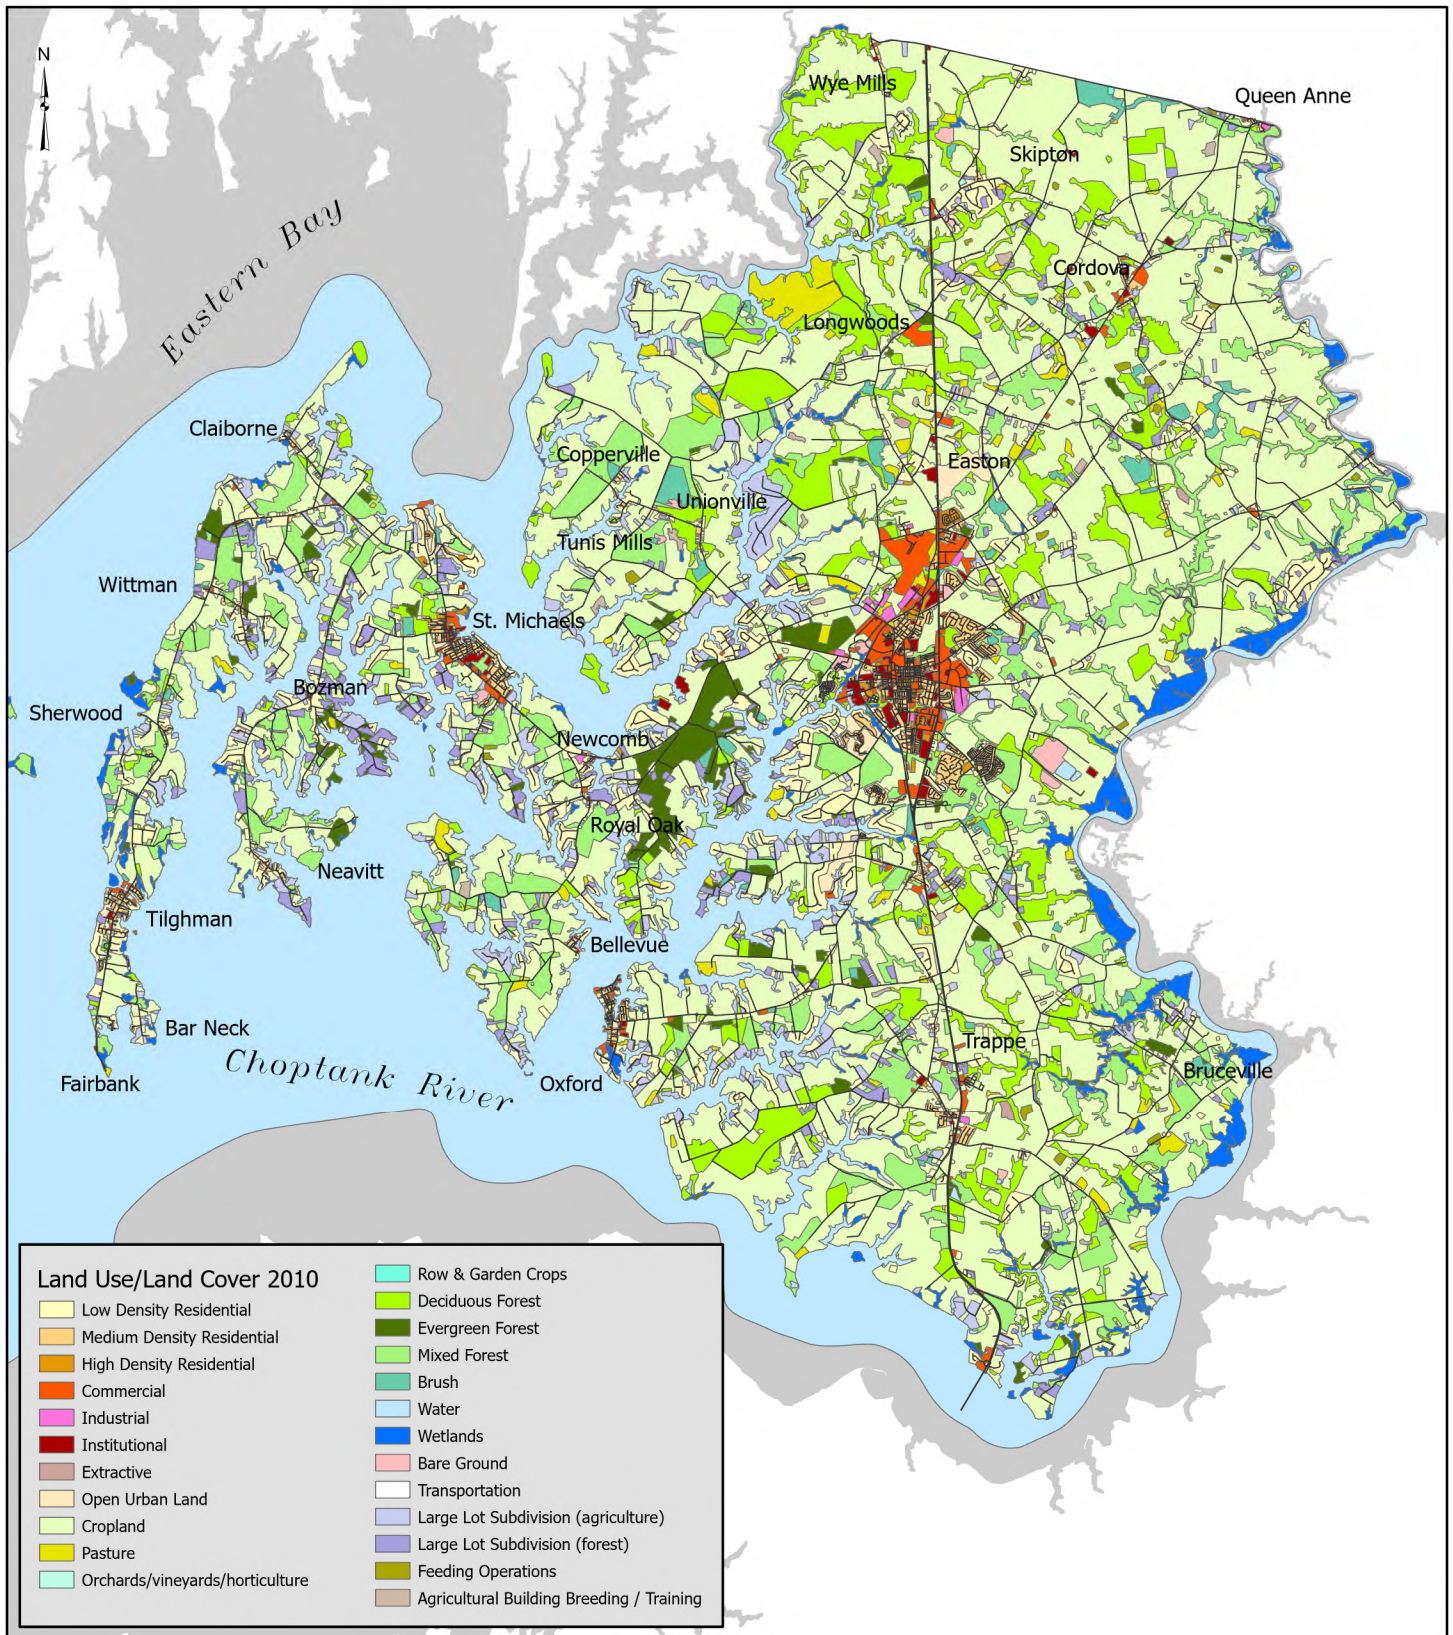 N
Wye Mills
Queen Anne
Skipton
Eastern Bay
Cordova
Longwoods
Claiborne
Copperville
Easton
Unionville
Tunis Mills
Wittman
St. Michaels
Bozman
Sherwood
Newcomb
Royal Oak
Neavitt
Tilghman
Bellevue
Bar Neck
Trappe
Choptank River
Bruceville
Fairbank
Oxford
Land Use/Land Cover 2010
Low Density Residential
Medium Density Residential
High Density Residential
Commercial
Industrial
Institutional
Extractive
Open Urban Land
Cropland
Pasture
Orchards/vineyards/horticulture
Row & Garden Crops
Deciduous Forest
Evergreen Forest
Mixed Forest
Brush
Water
Wetlands
Bare Ground
Transportation
Large Lot Subdivision (agriculture)
Large Lot Subdivision (forest)
Feeding Operations
Agricultural Building Breeding / Training